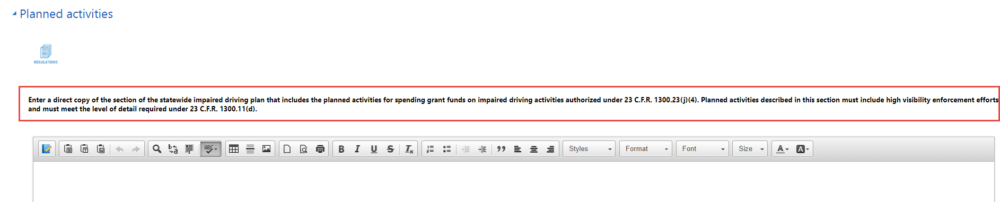 Planned activities
REGULATIONS
Enter a direct copy of the section of the statewide impaired driving plan that includes the planned activities for spending grant funds on impaired driving activities authorized under 23 C.F.R. 1300.23(j)(4). Planned activities described in this section must include high visibility enforcement efforts
and must meet the level of detail required under 23 C.F.R. 1300.11(d).
b a ABC B I U S Ix Styles Format Font Size A A